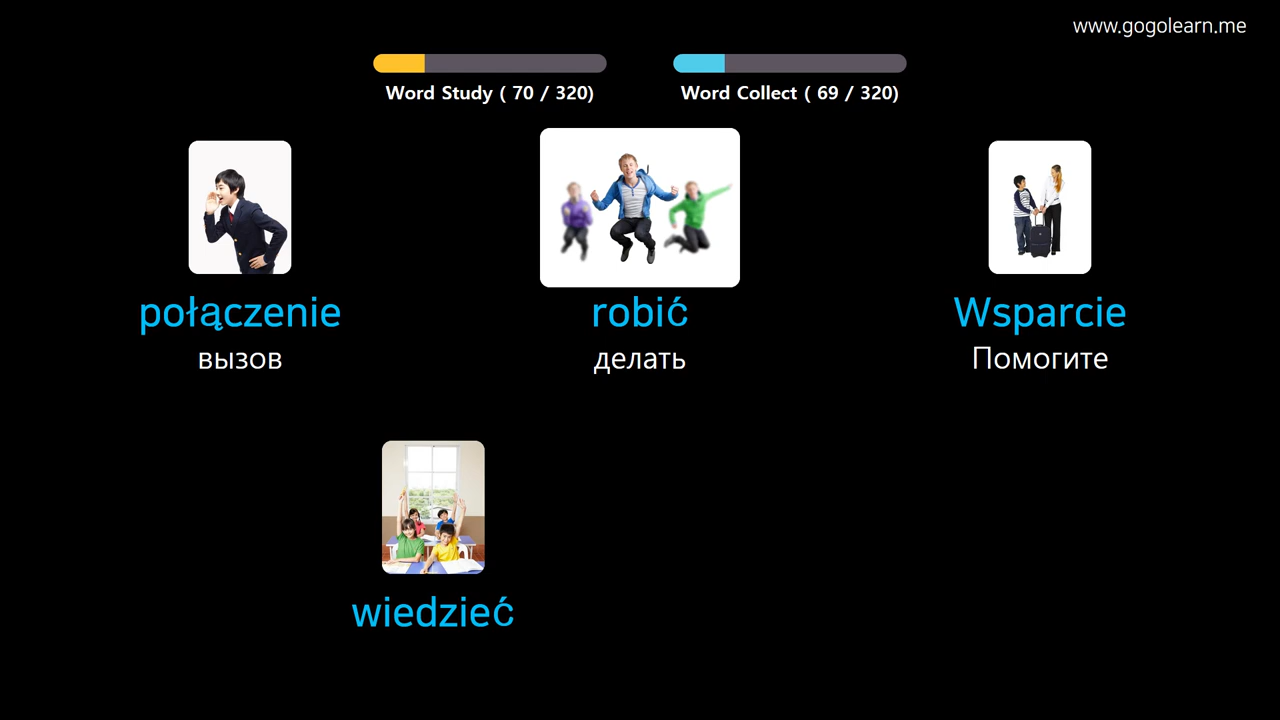 www.gogolearn.me
Word Study ( 70 / 320)
Word Collect ( 69 / 320)
połączenie
вызов
robić
делать
Wsparcie
Помогите
wiedzieć